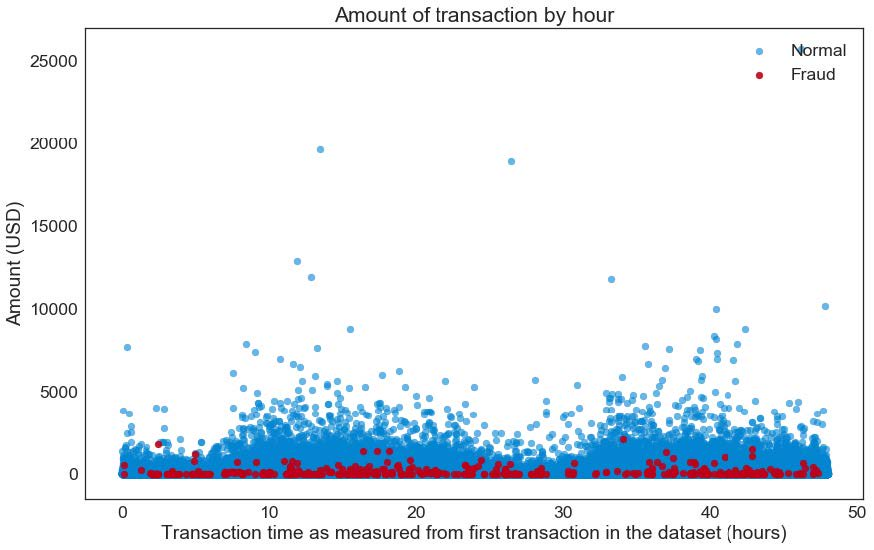 Amount of transaction by hour
Normal
Fraud
25000
20000
15000
10000
5000
0
Amount (USD)
0 10 20 30 40 50
Transaction time as measured from first transaction in the dataset (hours)